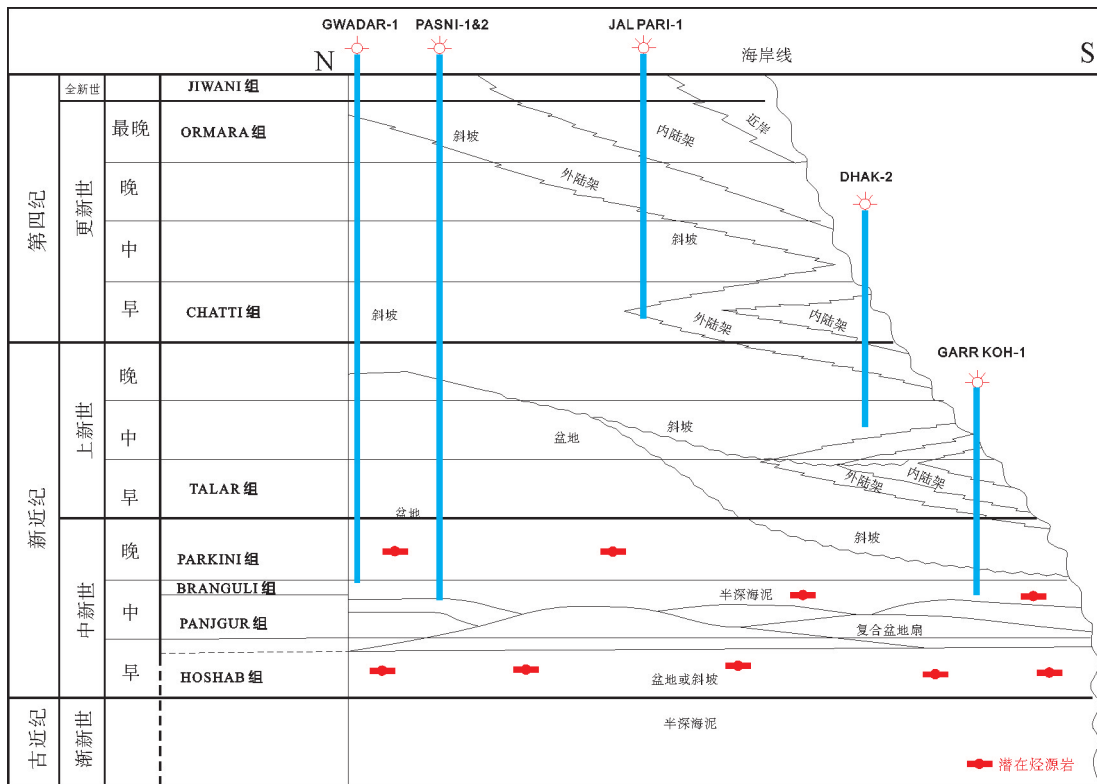 GWADAR-1
PASNI-1&2
JAL PARI-1
海岸线
N
S
全新世
JIWANI 组
近岸
最晚
ORMARA 组
斜坡
内陆架
外陆架
晚
DHAK-2
第四纪
更新世
中
斜坡
早
CHATTI 组
斜坡
外陆架
内陆架
GARR KOH-1
晚
上新世
中
盆地
斜坡
早
TALAR 组
盆地
外陆架
内陆架
新近纪
晚
PARKINI 组
斜坡
中新世
BRANGULI 组
半深海泥
中
PANJGUR 组
复合盆地扇
早
HOSHAB 组
盆地或斜坡
古近纪
渐新世
半深海泥
潜在烃源岩